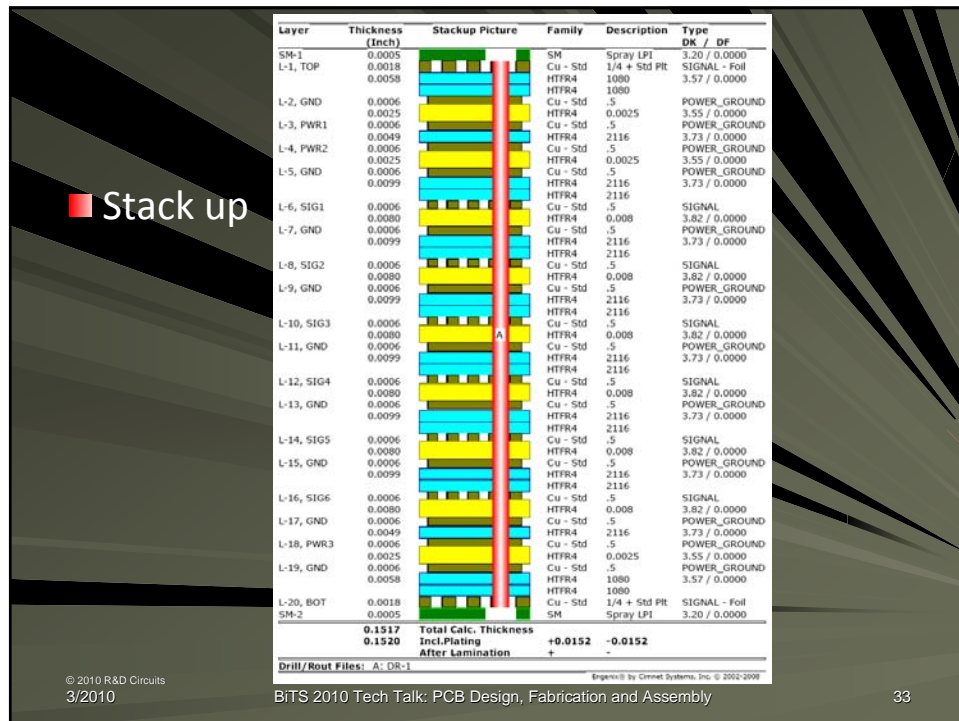 Stack up
Layer Thickness (Inch) Stackup Picture Family Description Type DK / DF
SM-1 0.0005 SM Spray LPI 3.20 / 0.0000
L-1, TOP 0.0018 Cu - Std 1/4 + Std Plt SIGNAL - Foil
0.0058 HTFR4 1080 3.57 / 0.0000
HTFR4 1080
L-2, GND 0.0006 Cu - Std .5 POWER_GROUND
0.0025 HTFR4 0.0025 3.55 / 0.0000
L-3, PWR1 0.0006 Cu - Std .5 POWER_GROUND
0.0049 HTFR4 2116 3.73 / 0.0000
L-4, PWR2 0.0006 Cu - Std .5 POWER_GROUND
0.0025 HTFR4 0.0025 3.55 / 0.0000
L-5, GND 0.0006 Cu - Std .5 POWER_GROUND
0.0099 HTFR4 2116 3.73 / 0.0000
HTFR4 2116
L-6, SIG1 0.0006 Cu - Std .5 SIGNAL
0.0080 HTFR4 0.008 3.82 / 0.0000
L-7, GND 0.0006 Cu - Std .5 POWER_GROUND
0.0099 HTFR4 2116 3.73 / 0.0000
HTFR4 2116
L-8, SIG2 0.0006 Cu - Std .5 SIGNAL
0.0080 HTFR4 0.008 3.82 / 0.0000
L-9, GND 0.0006 Cu - Std .5 POWER_GROUND
0.0099 HTFR4 2116 3.73 / 0.0000
HTFR4 2116
L-10, SIG3 0.0006 Cu - Std .5 SIGNAL
0.0080 A HTFR4 0.008 3.82 / 0.0000
L-11, GND 0.0006 Cu - Std .5 POWER_GROUND
0.0099 HTFR4 2116 3.73 / 0.0000
HTFR4 2116
L-12, SIG4 0.0006 Cu - Std .5 SIGNAL
0.0080 HTFR4 0.008 3.82 / 0.0000
L-13, GND 0.0006 Cu - Std .5 POWER_GROUND
0.0099 HTFR4 2116 3.73 / 0.0000
HTFR4 2116
L-14, SIG5 0.0006 Cu - Std .5 SIGNAL
0.0080 HTFR4 0.008 3.82 / 0.0000
L-15, GND 0.0006 Cu - Std .5 POWER_GROUND
0.0099 HTFR4 2116 3.73 / 0.0000
HTFR4 2116
L-16, SIG6 0.0006 Cu - Std .5 SIGNAL
0.0080 HTFR4 0.008 3.82 / 0.0000
L-17, GND 0.0006 Cu - Std .5 POWER_GROUND
0.0049 HTFR4 2116 3.73 / 0.0000
L-18, PWR3 0.0006 Cu - Std .5 POWER_GROUND
0.0025 HTFR4 0.0025 3.55 / 0.0000
L-19, GND 0.0006 Cu - Std .5 POWER_GROUND
0.0058 HTFR4 1080 3.57 / 0.0000
HTFR4 1080
L-20, BOT 0.0018 Cu - Std 1/4 + Std Plt SIGNAL - Foil
SM-2 0.0005 SM Spray LPI 3.20 / 0.0000
0.1517 Total Calc. Thickness
0.1520 Incl.Plating +0.0152 -0.0152
After Lamination + -
Drill/Rout Files: A: DR-1
Engenix® by Cimnet Systems, Inc. © 2002-2008
© 2010 R&D Circuits
3/2010 BiTS 2010 Tech Talk: PCB Design, Fabrication and Assembly 33